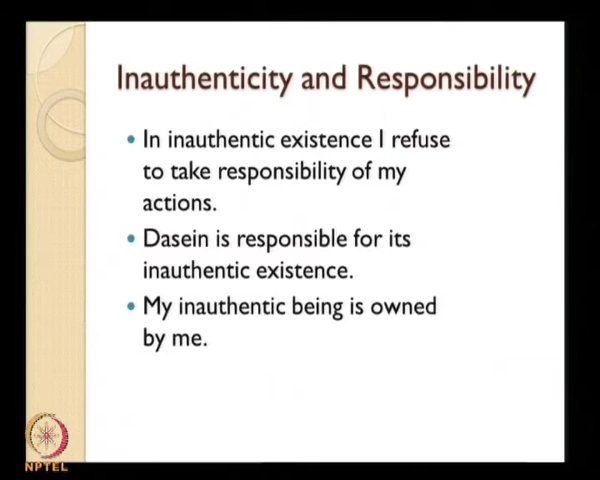 Inauthenticity and Responsibility
• In inauthentic existence I refuse
to take responsibility of my
actions.
• Dasein is responsible for its
inauthentic existence.
• My inauthentic being is owned
by me.
NPTEL